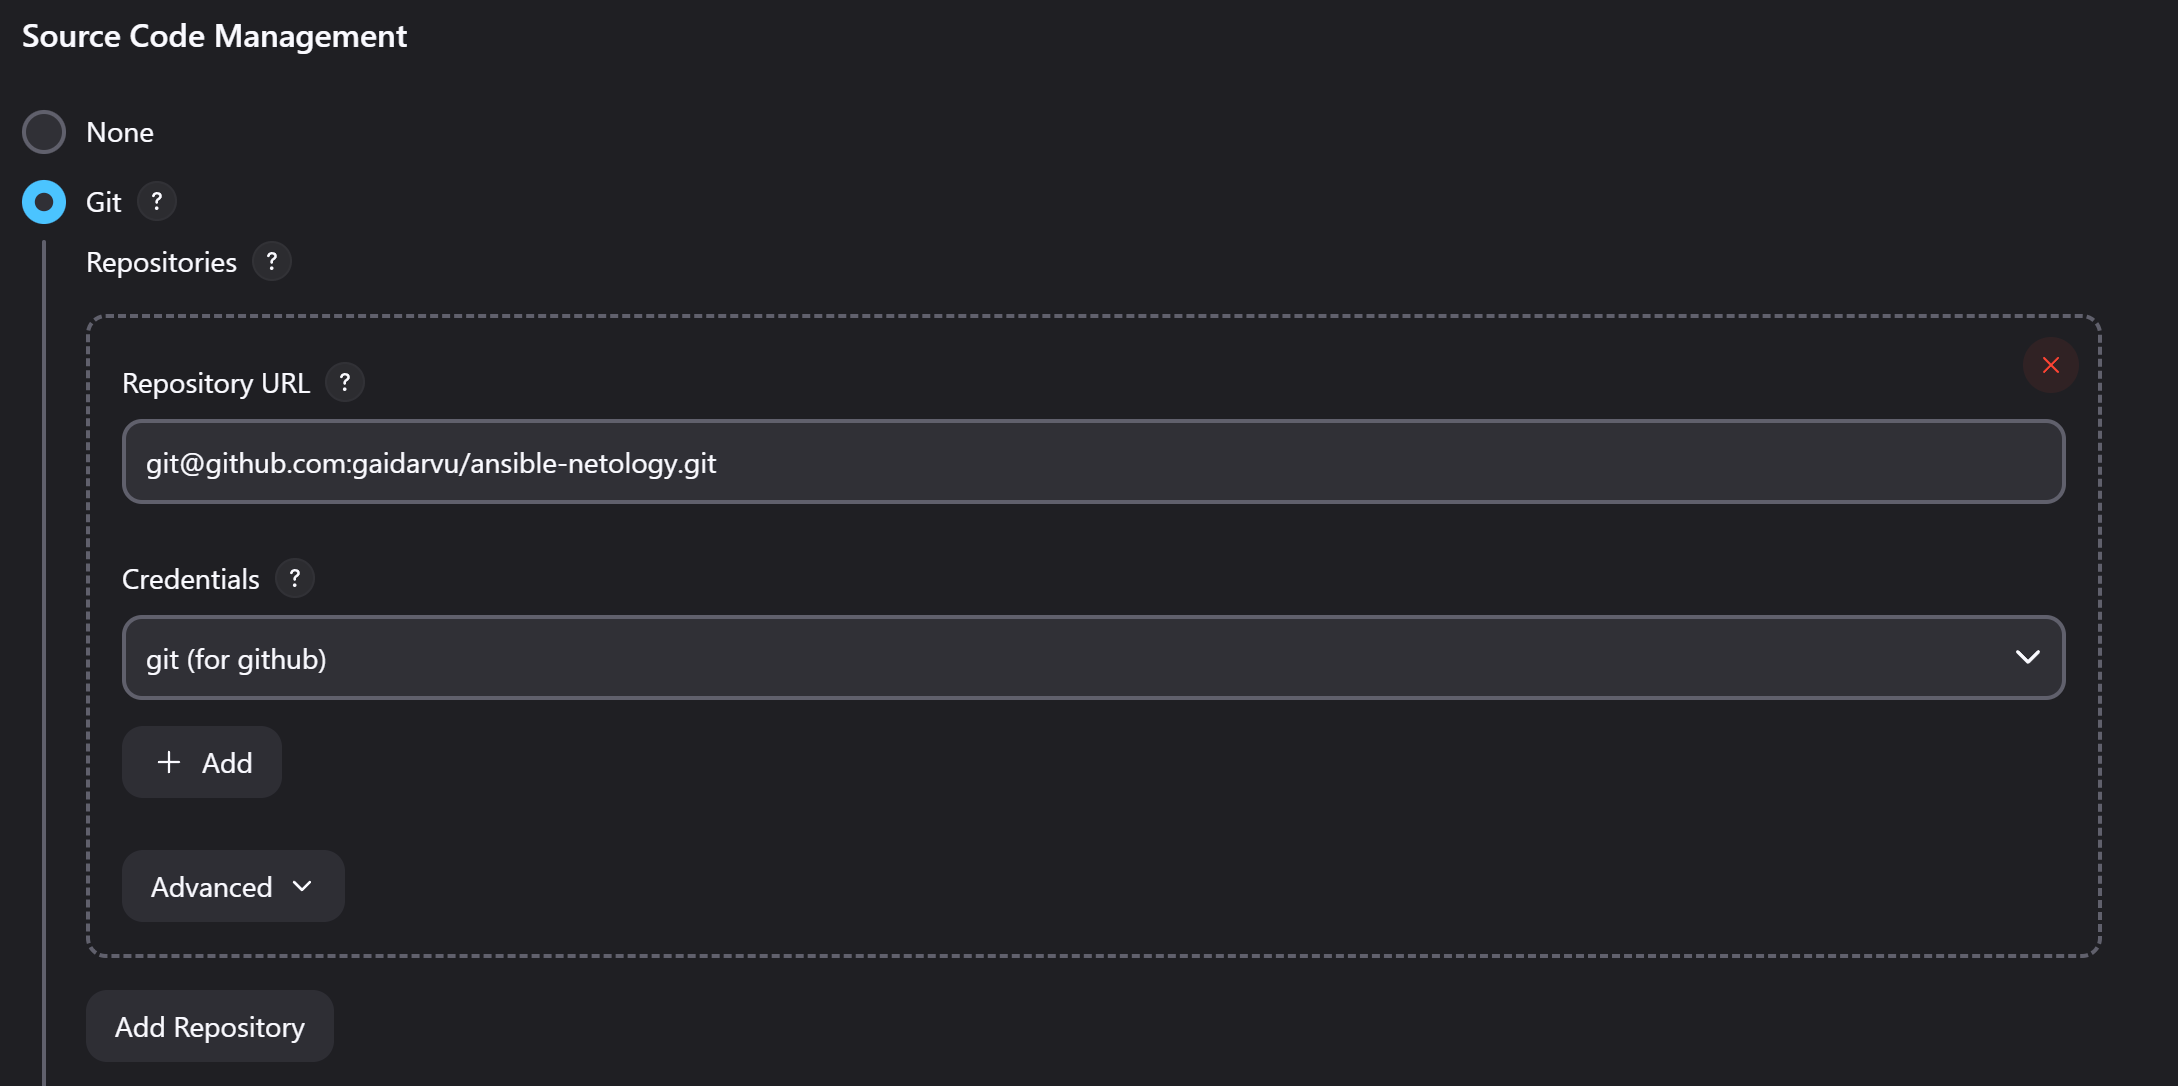 Source Code Management
None
Git ?
Repositories ?
Repository URL ?
git@github.com:gaidarvu/ansible-netology.git
Credentials ?
git (for github)
+ Add
Advanced
Add Repository